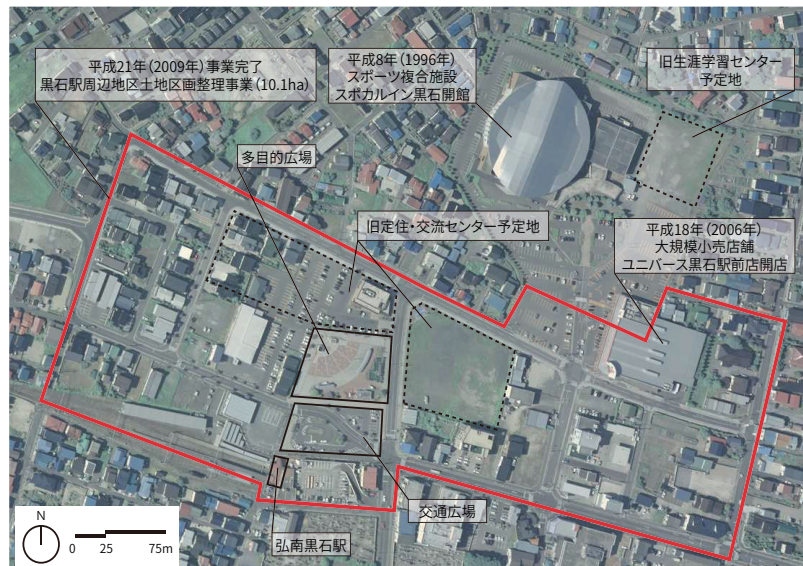 平成21年（2009年）事業完了
黒石駅周辺地区土地区画整理事業（10.1ha）
平成8年（1996年）
スポーツ複合施設
スポカルイン黒石開館
旧生涯学習センター
予定地
多目的広場
旧定住・交流センター予定地
平成18年（2006年）
大規模小売店舗
ユニバース黒石駅前店開店
交通広場
弘南黒石駅
N
0 25 75m